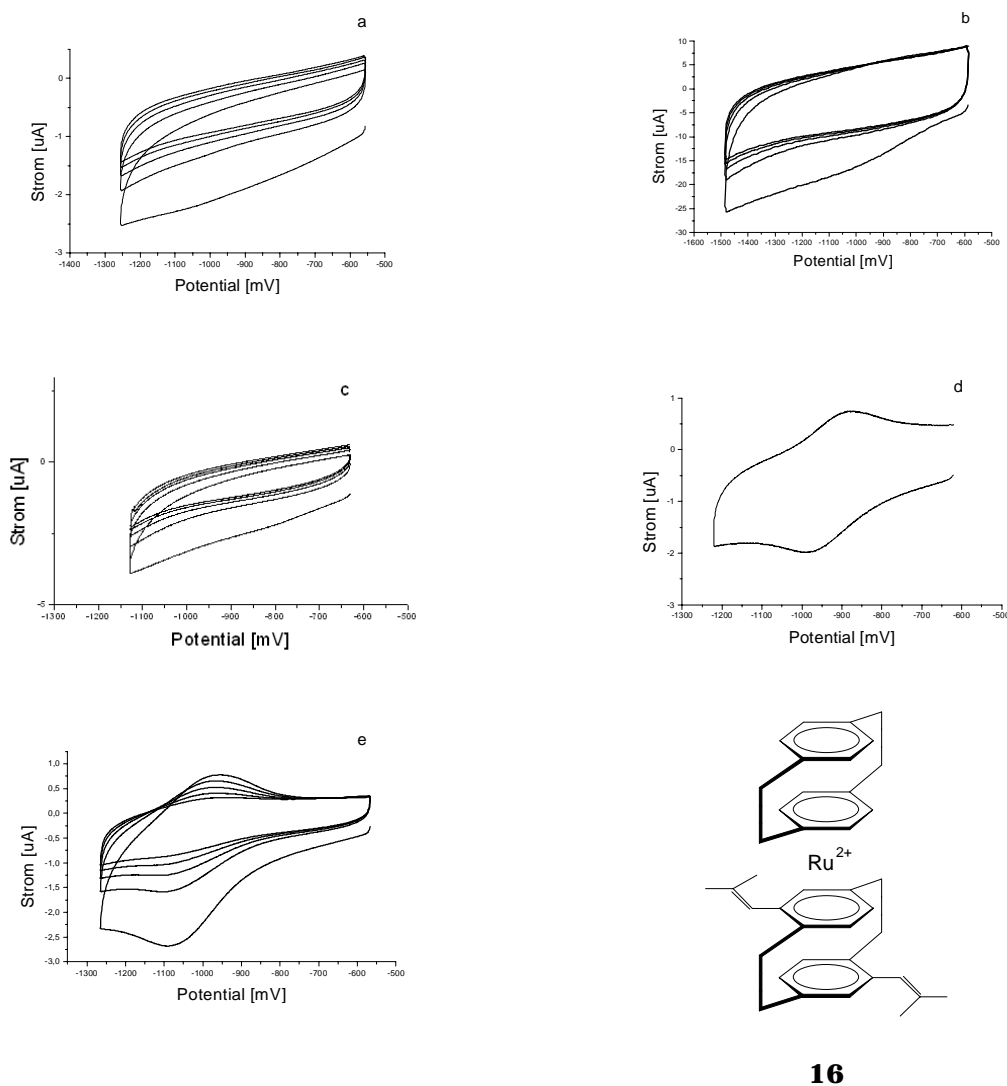 a
0
-1
-2
-3
Strom [uA]
-1400 -1300 -1200 -1100 -1000 -900 -800 -700 -600 -500
Potential [mV]
b
10
5
0
-5
-10
-15
-20
-25
-30
Strom [uA]
-1600 -1500 -1400 -1300 -1200 -1100 -1000 -900 -800 -700 -600 -500
Potential [mV]
c
0
-5
Strom [uA]
-1300 -1200 -1100 -1000 -900 -800 -700 -600 -500
Potential [mV]
d
1
0
-1
-2
-3
Strom [uA]
-1300 -1200 -1100 -1000 -900 -800 -700 -600 -500
Potential [mV]
e
1,0
0,5
0,0
-0,5
-1,0
-1,5
-2,0
-2,5
-3,0
Strom [uA]
-1300 -1200 -1100 -1000 -900 -800 -700 -600 -500
Potential [mV]
Ru2+
16